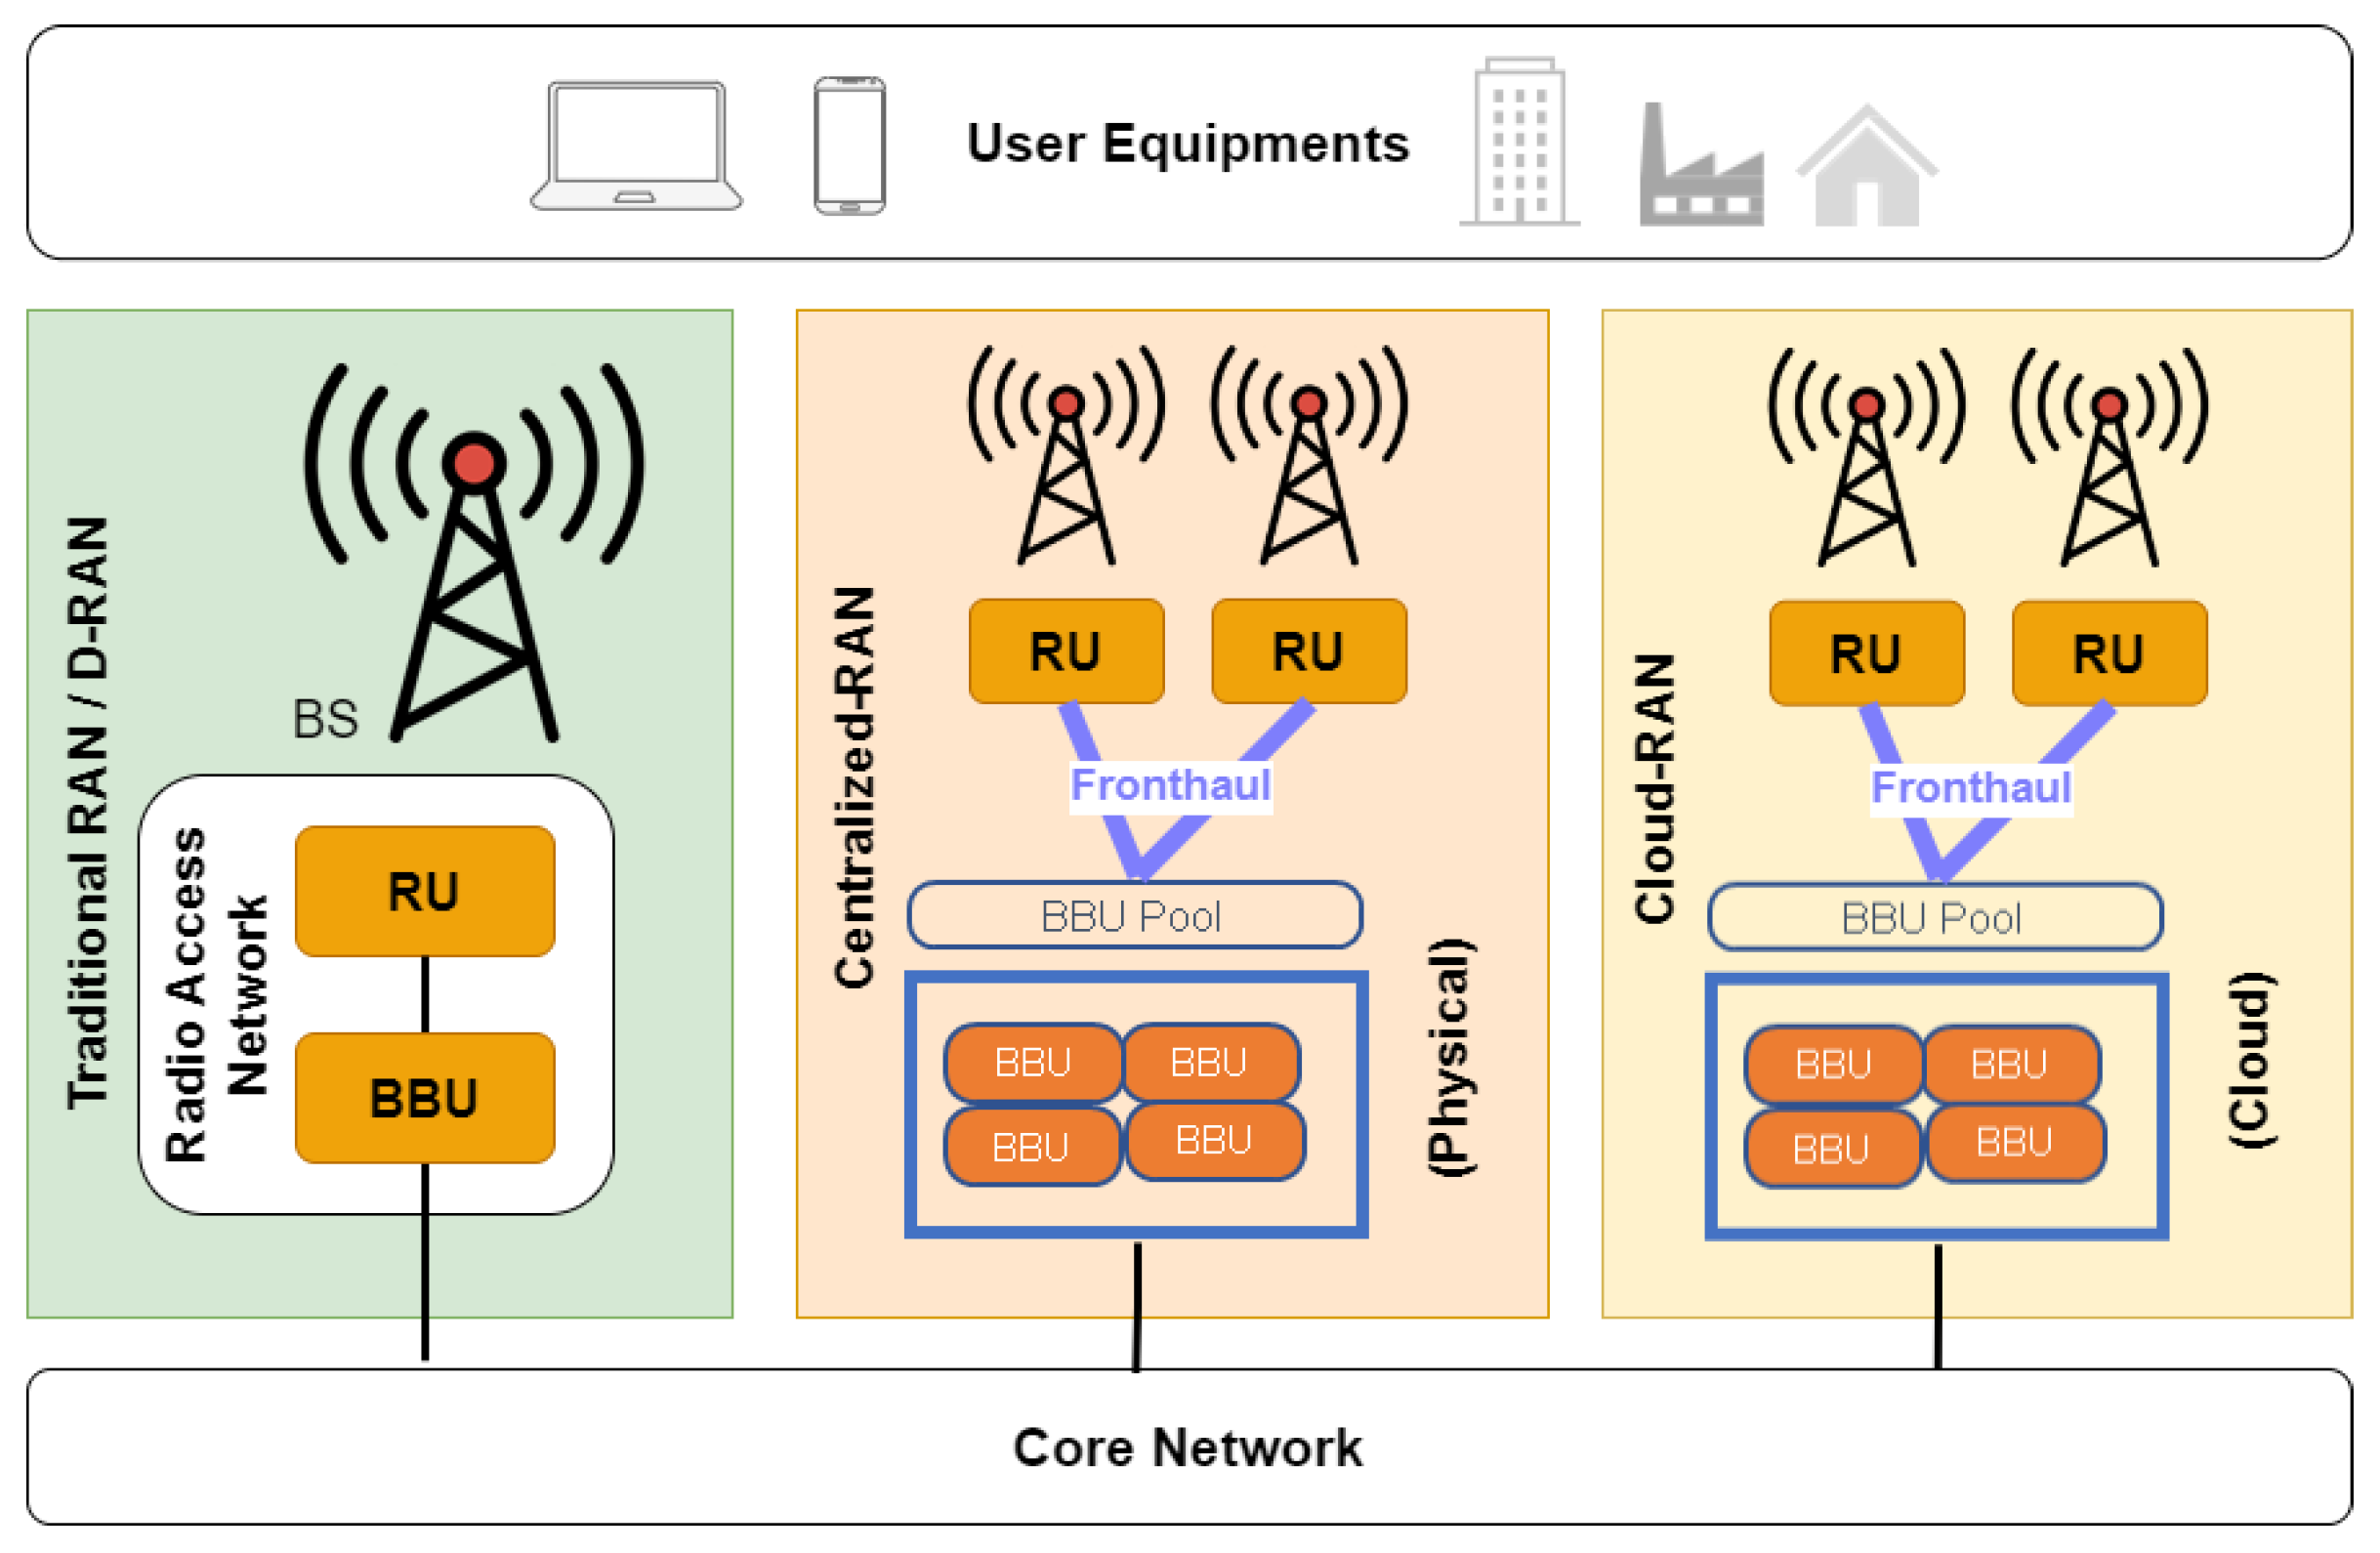 User Equipments
Traditional RAN / D-RAN
BS
Radio Access
Network
RU
BBU
Centralized-RAN
RU
RU
Fronthaul
BBU Pool
BBU
BBU
BBU
BBU
(Physical)
Cloud-RAN
RU
RU
Fronthaul
BBU Pool
BBU
BBU
BBU
BBU
(Cloud)
Core Network